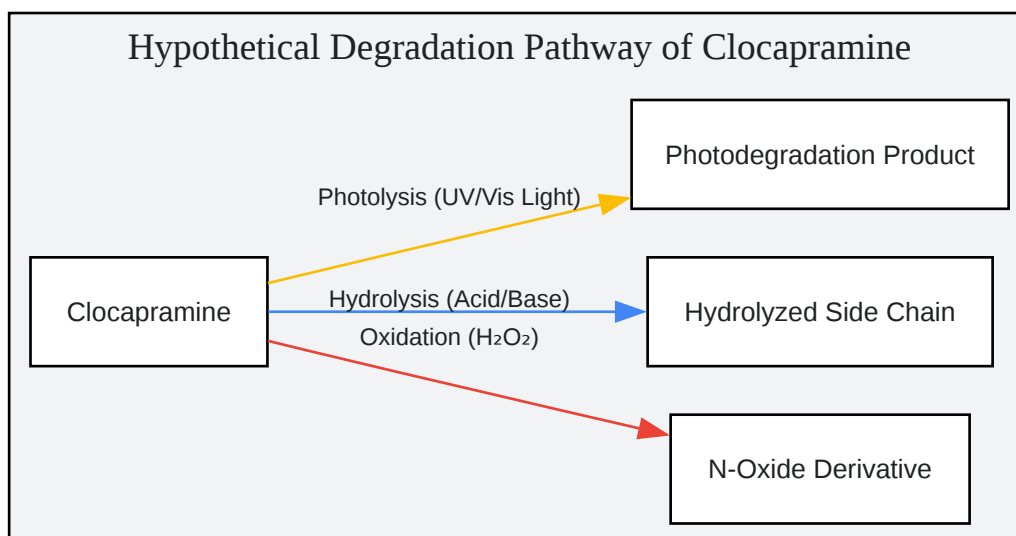 Hypothetical Degradation Pathway of Clocapramine
Photodegradation Product
Photolysis (UV/Vis Light)
Clocapramine
Hydrolysis (Acid/Base)
Hydrolyzed Side Chain
Oxidation (H₂O₂)
N-Oxide Derivative